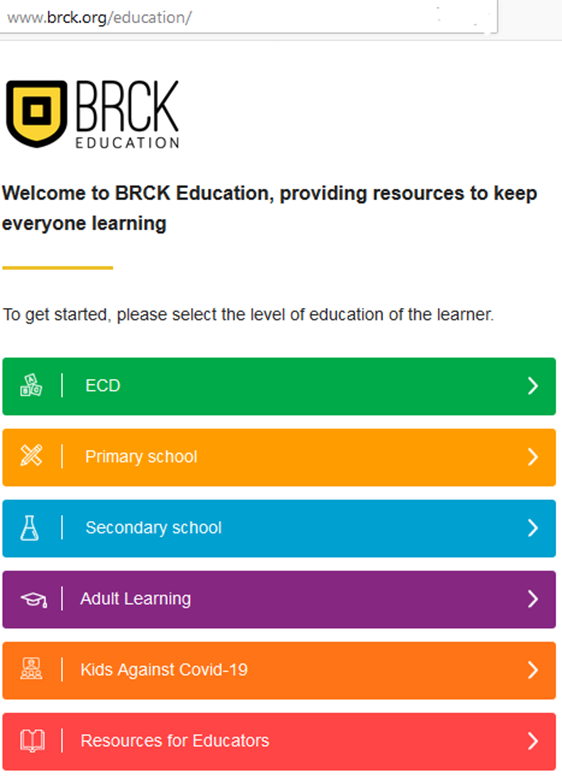 www.brck.org/education/
BRCK
EDUCATION
Welcome to BRCK Education, providing resources to keep
everyone learning
To get started, please select the level of education of the learner.
A
B C
ECD
Primary school
Secondary school
Adult Learning
Kids Against Covid-19
Resources for Educators